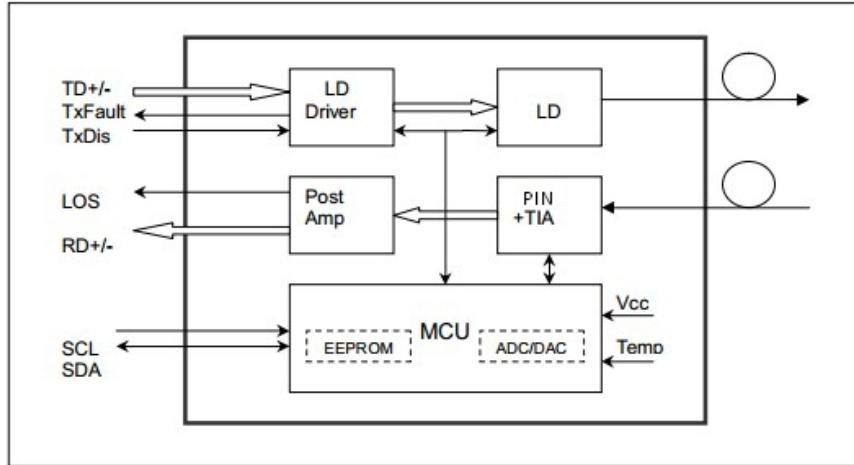 TD+/-
TxFault
TxDis
LD
Driver
LD
LOS
RD+/-
Post
Amp
PIN
+TIA
SCL
SDA
MCU
EEPROM
ADC/DAC
Vcc
Temp